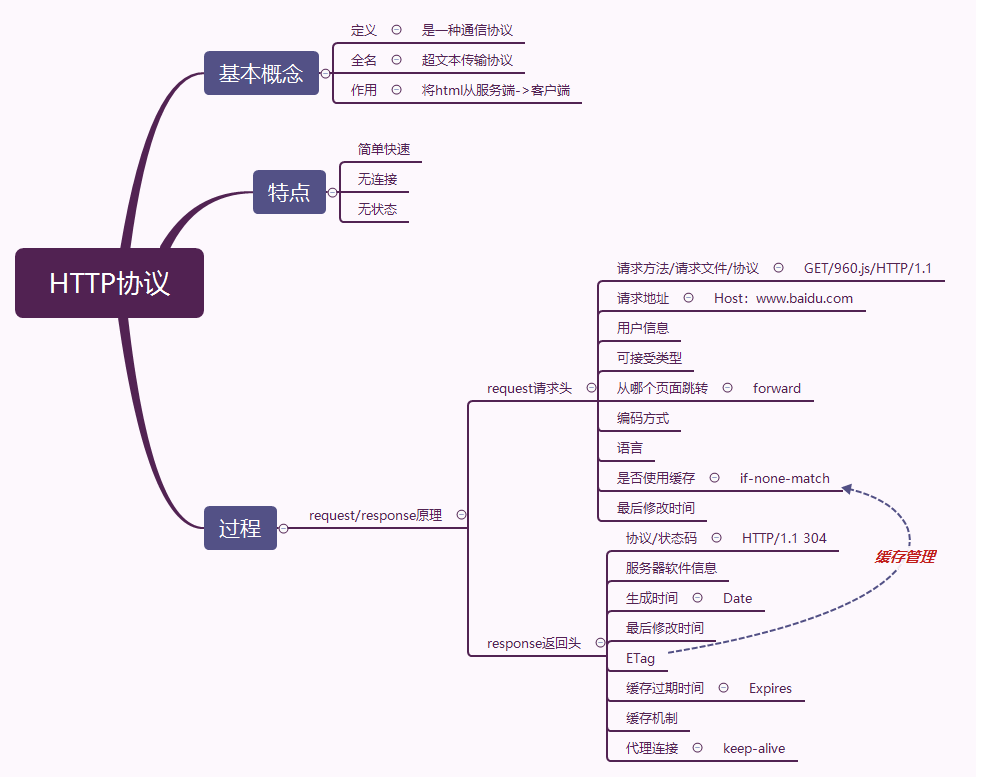 HTTP协议
基本概念
定义 是一种通信协议
全名 超文本传输协议
作用 将html从服务端->客户端
特点
简单快速
无连接
无状态
过程
request/response原理
request请求头
请求方法/请求文件/协议 GET/960.js/HTTP/1.1
请求地址 Host：www.baidu.com
用户信息
可接受类型
从哪个页面跳转 forward
编码方式
语言
是否使用缓存 if-none-match
最后修改时间
response返回头
协议/状态码 HTTP/1.1 304
服务器软件信息
生成时间 Date
最后修改时间
ETag
缓存过期时间 Expires
缓存机制
代理连接 keep-alive
缓存管理